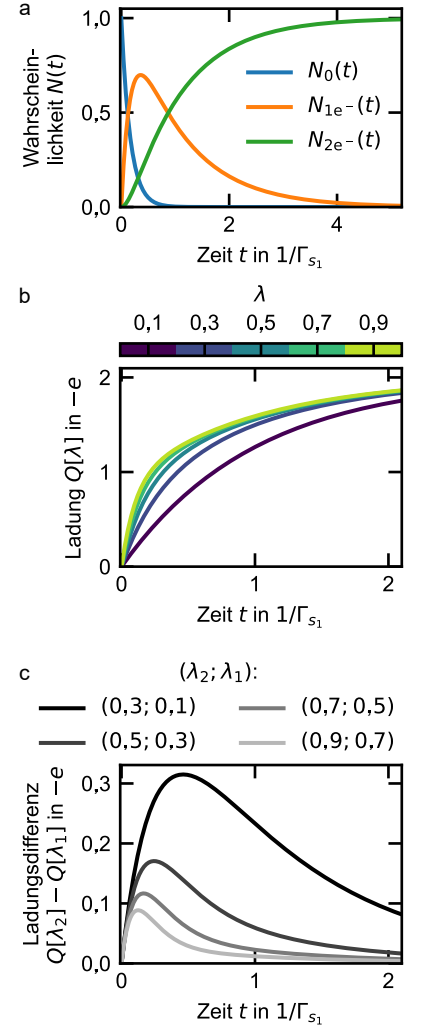 a
Wahrschein-
lichkeit N(t)
1,0
0,5
0,0
N₀(t)
N₁ₑ₋(t)
N₂ₑ₋(t)
0
2
4
Zeit t in 1/Γₛ₁
b
λ
0,1 0,3 0,5 0,7 0,9
Ladung Q[λ] in −e
2
1
0
0
1
2
Zeit t in 1/Γₛ₁
c
(λ₂; λ₁):
(0,3; 0,1) (0,7; 0,5)
(0,5; 0,3) (0,9; 0,7)
Ladungsdifferenz
Q[λ₂] − Q[λ₁] in −e
0,3
0,2
0,1
0,0
0
1
2
Zeit t in 1/Γₛ₁